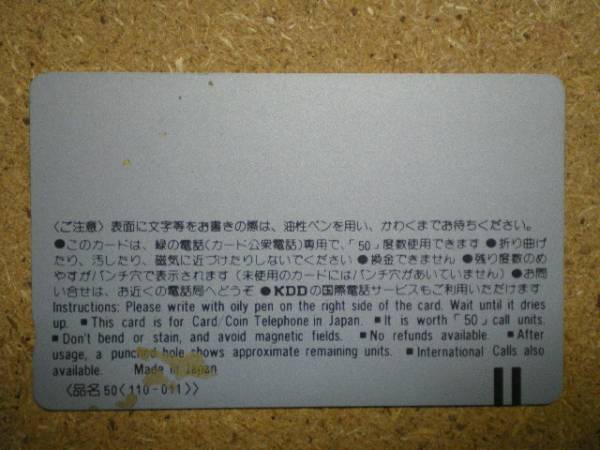 〈ご注意〉表面に文字等をお書きの際は、油性ペンを用い、かわくまでお待ちください。
●このカードは、緑の電話(カード公衆電話)専用で、「50」度数使用できます ●折り曲げ
たり、汚したり、磁気に近づけたりしないでください ●換金できません ●残り度数のめ
やすがパンチ穴で表示されます(未使用のカードにはパンチ穴があいていません) ●お問
い合せは、お近くの電話局へどうぞ ●KDDの国際電話サービスもご利用いただけます
Instructions: Please write with oily pen on the right side of the card. Wait until it dries
up. ■This card is for Card/Coin Telephone in Japan. ■It is worth「50」call units.
■Don't bend or stain, and avoid magnetic fields. ■No refunds available. ■After
usage, a punched hole shows approximate remaining units. ■International Calls also
available. Made in Japan
〈品名 50〈110-011〉〉